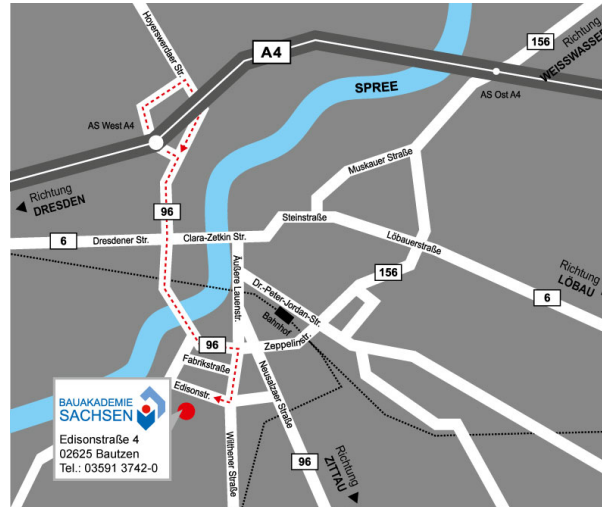 Hoyerswerdaer Str.
A4
156
Richtung
WEISSWASSER
SPREE
AS Ost A4
AS West A4
Richtung
DRESDEN
Muskauer Straße
96
Steinstraße
6
Dresdener Str.
Clara-Zetkin Str.
Löbauerstraße
Äußere Lauenstr.
156
Richtung
LÖBAU
Dr.-Peter-Jordan-Str.
6
Bahnhof
96
Zeppelinstr.
Fabrikstraße
Neusalzaer Straße
Edisonstr.
BAUAKADEMIE
SACHSEN
Edisonstraße 4
02625 Bautzen
Tel.: 03591 3742-0
Wilthener Straße
96
Richtung
ZITTAU